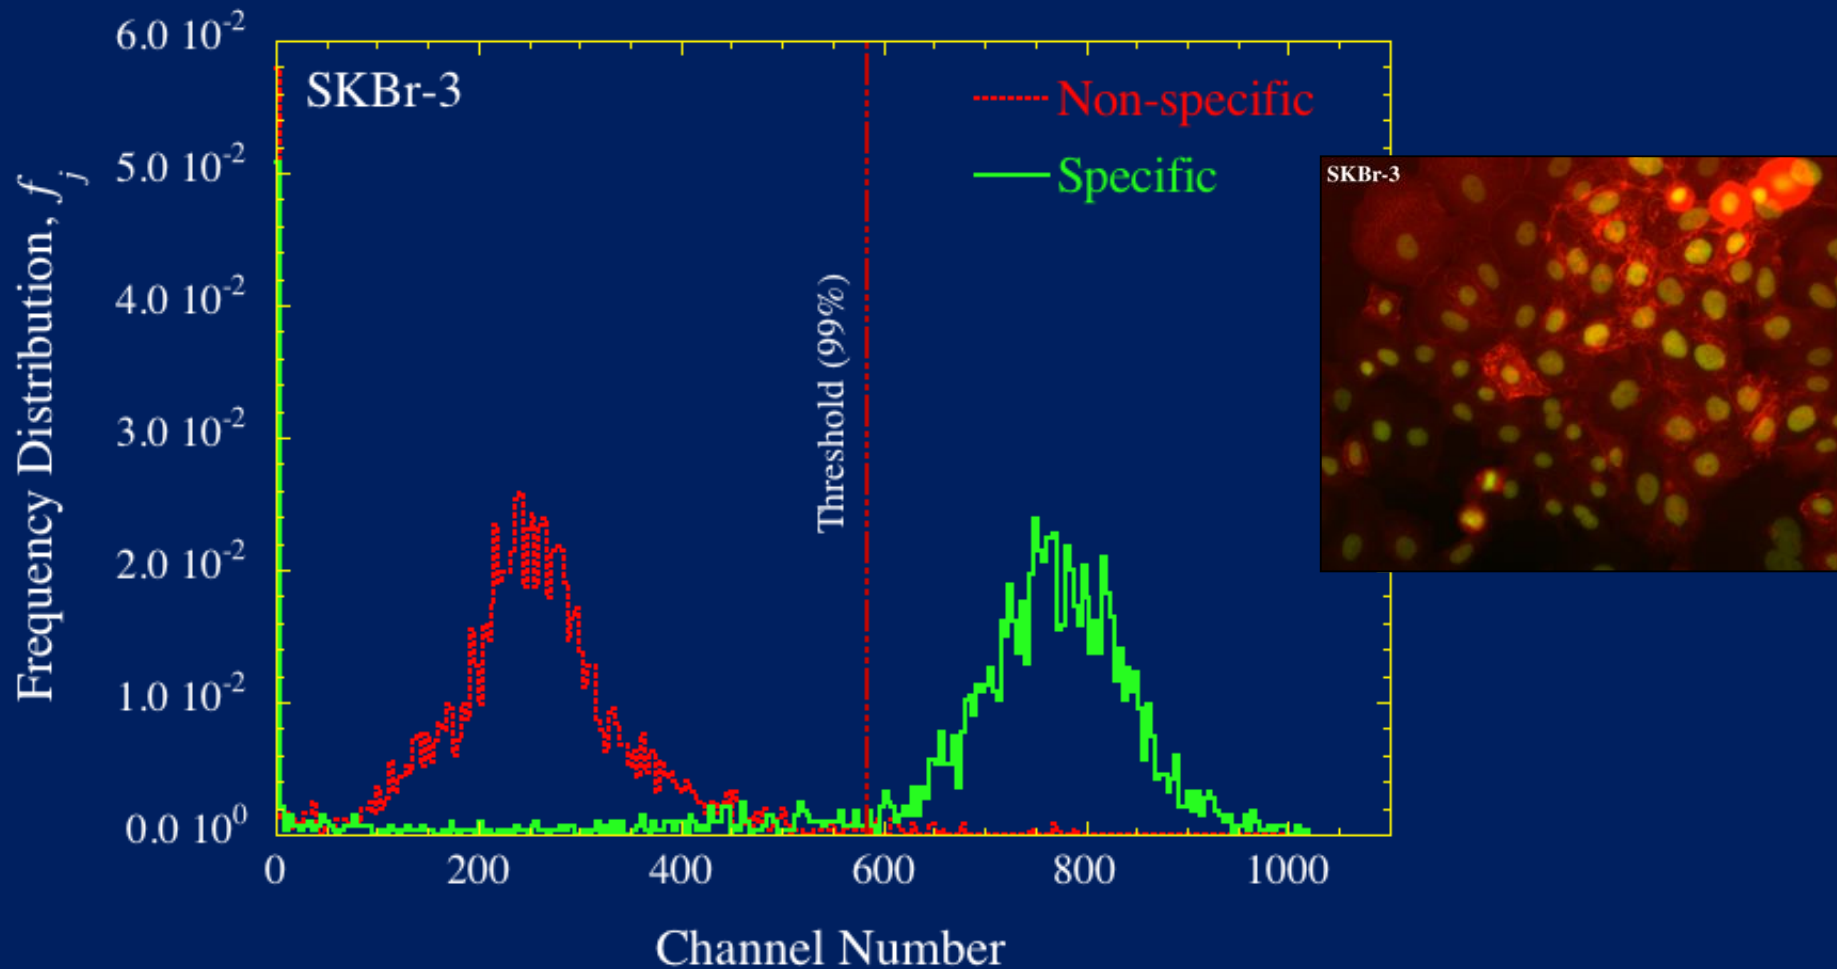 6.0 10-2
5.0 10-2
4.0 10-2
3.0 10-2
2.0 10-2
1.0 10-2
0.0 100
Frequency Distribution, fj
SKBr-3
Non-specific
Specific
Threshold (99%)
SKBr-3
0 200 400 600 800 1000
Channel Number